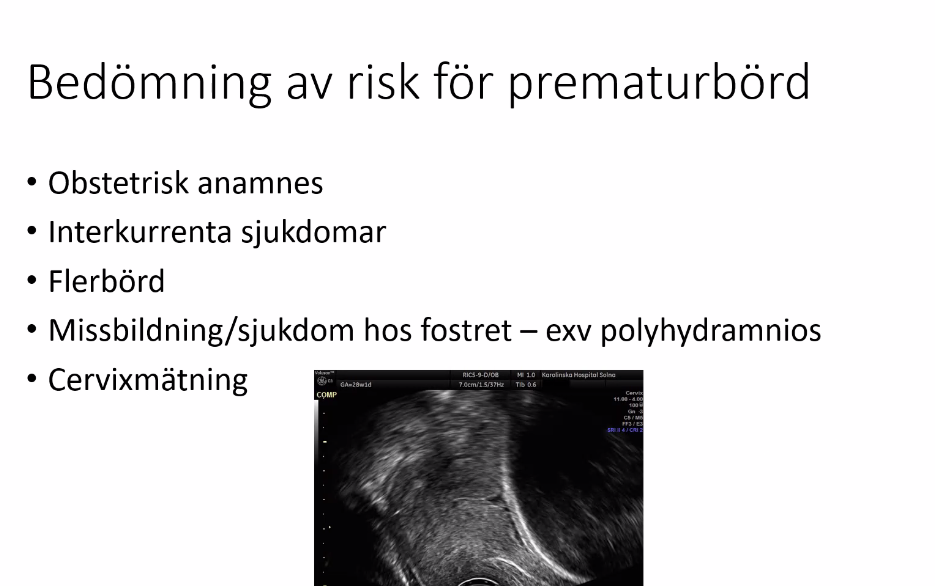 Bedömning av risk för prematurbörd
• Obstetrisk anamnes
• Interkurrenta sjukdomar
• Flerbörd
• Missbildning/sjukdom hos fostret – exv polyhydramnios
• Cervixmätning
RIC5-9-D/OB MI 1.0 Karolinska Hospital Solna
GA=28w1d 7.0cm/1.5/37Hz TIb 0.6
COMP
Cervix